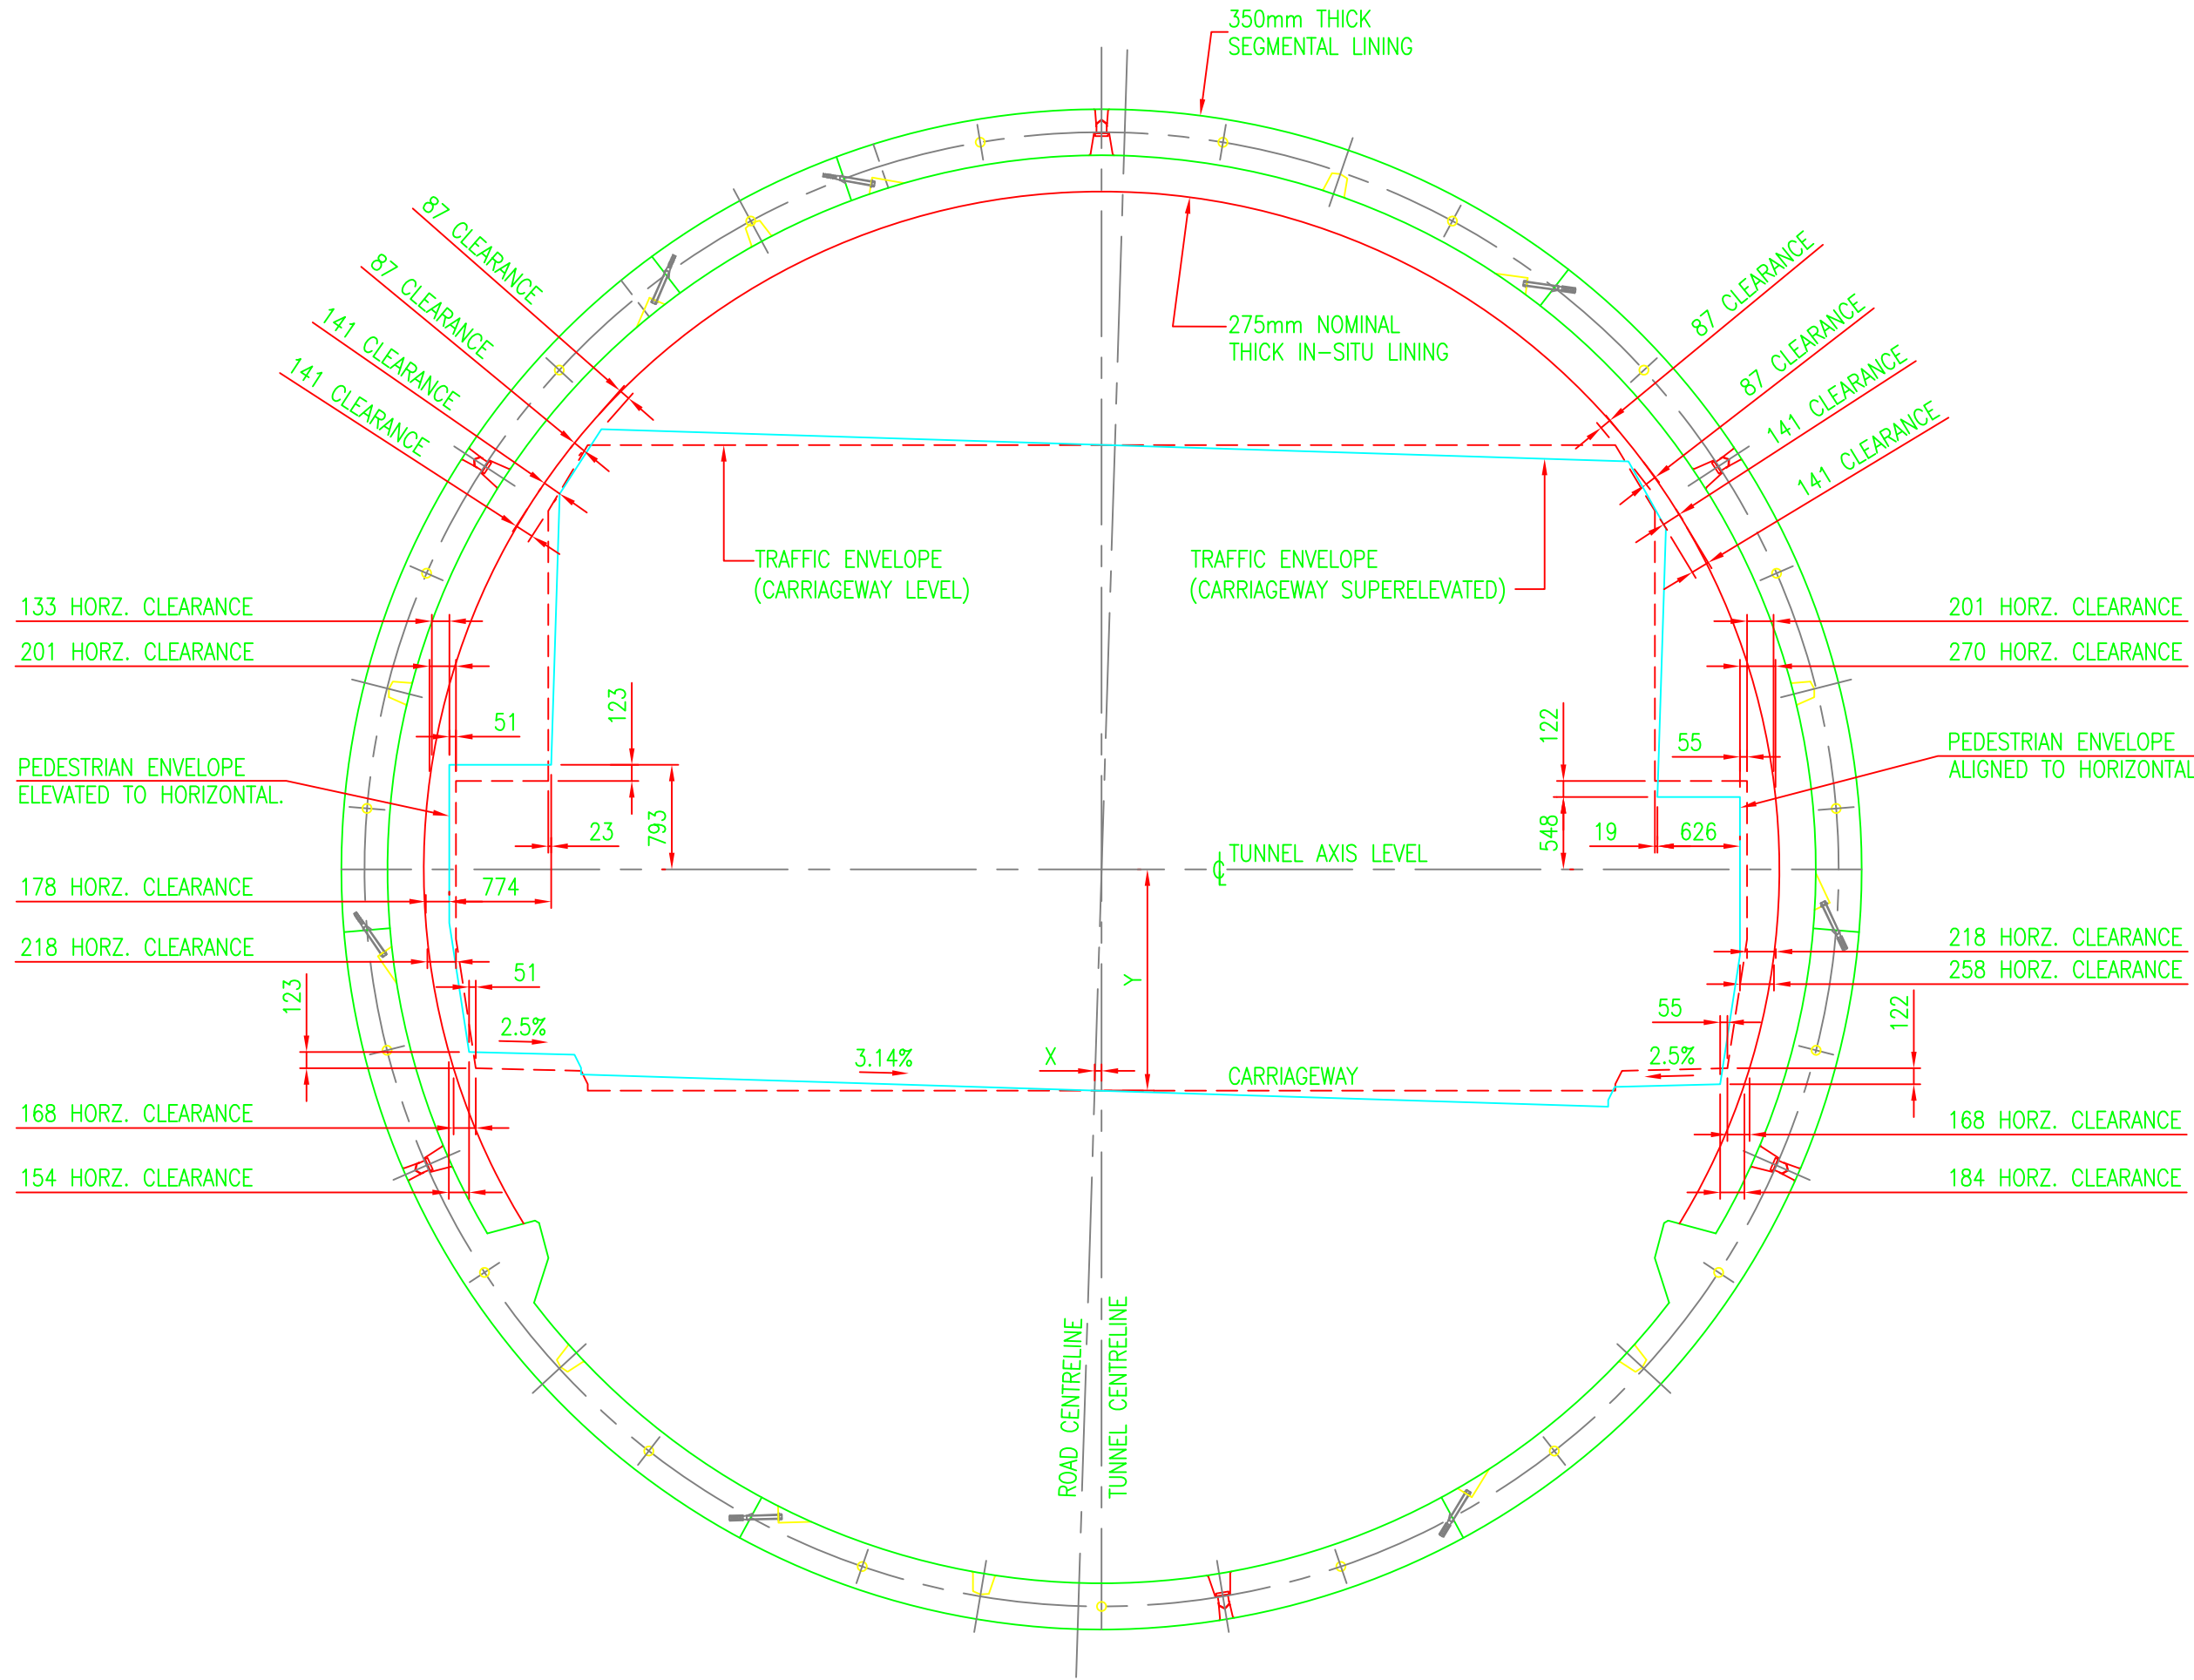 350mm THICK
SEGMENTAL LINING
87 CLEARANCE
87 CLEARANCE
141 CLEARANCE
141 CLEARANCE
87 CLEARANCE
87 CLEARANCE
141 CLEARANCE
141 CLEARANCE
275mm NOMINAL
THICK IN-SITU LINING
TRAFFIC ENVELOPE
(CARRIAGEWAY LEVEL)
TRAFFIC ENVELOPE
(CARRIAGEWAY SUPERELEVATED)
133 HORZ. CLEARANCE
201 HORZ. CLEARANCE
201 HORZ. CLEARANCE
270 HORZ. CLEARANCE
51
123
122
55
PEDESTRIAN ENVELOPE
ELEVATED TO HORIZONTAL.
PEDESTRIAN ENVELOPE
ALIGNED TO HORIZONTAL
23
793
548
19
626
℄ TUNNEL AXIS LEVEL
178 HORZ. CLEARANCE
774
218 HORZ. CLEARANCE
218 HORZ. CLEARANCE
258 HORZ. CLEARANCE
51
123
Y
55
122
2.5%
3.14%
X
2.5%
CARRIAGEWAY
168 HORZ. CLEARANCE
154 HORZ. CLEARANCE
168 HORZ. CLEARANCE
184 HORZ. CLEARANCE
ROAD CENTRELINE
TUNNEL CENTRELINE